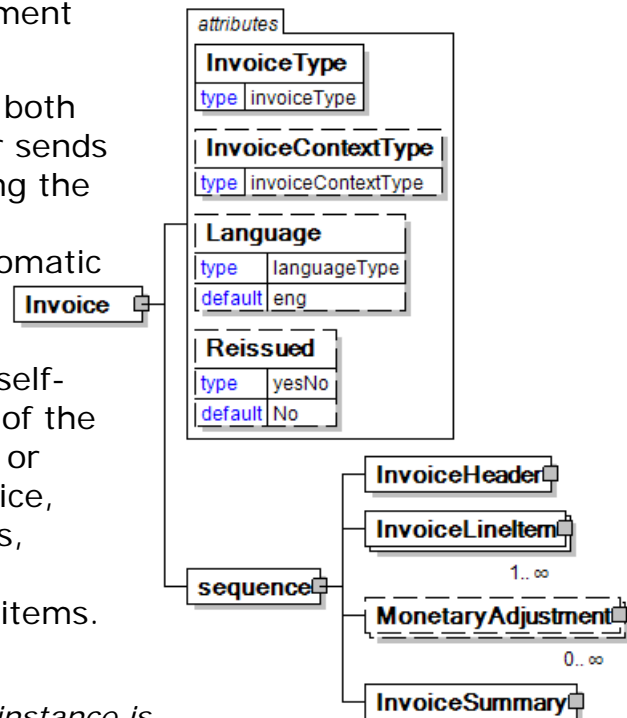 ment
both
r sends
ng the
omatic
self-
of the
or
ice,
s,
items.
instance is
attributes
InvoiceType
type invoiceType
InvoiceContextType
type invoiceContextType
Language
type languageType
default eng
Reissued
type yesNo
default No
Invoice
sequence
InvoiceHeader
InvoiceLineItem
1.. ∞
MonetaryAdjustment
0.. ∞
InvoiceSummary